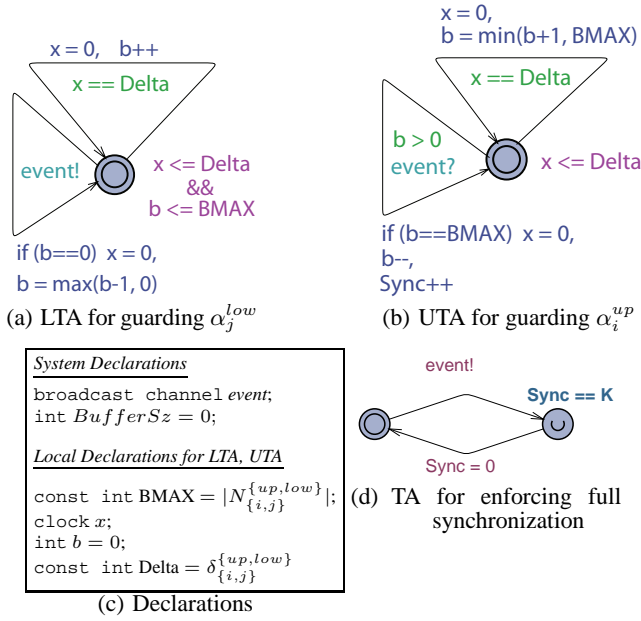 x = 0, b++
x == Delta
event!
x <= Delta
&&
b <= BMAX
if (b==0) x = 0,
b = max(b-1, 0)
(a) LTA for guarding α_j^{low}
x = 0,
b = min(b+1, BMAX)
x == Delta
b > 0
event?
x <= Delta
if (b==BMAX) x = 0,
b--,
Sync++
(b) UTA for guarding α_i^{up}
System Declarations
broadcast channel event;
int BufferSz = 0;
Local Declarations for LTA, UTA
const int BMAX = |N_{\{i,j\}}^{\{up,low\}}|;
clock x;
int b = 0;
const int Delta = δ_{\{i,j\}}^{\{up,low\}}
(c) Declarations
event!
Sync == K
∪
Sync = 0
(d) TA for enforcing full
synchronization